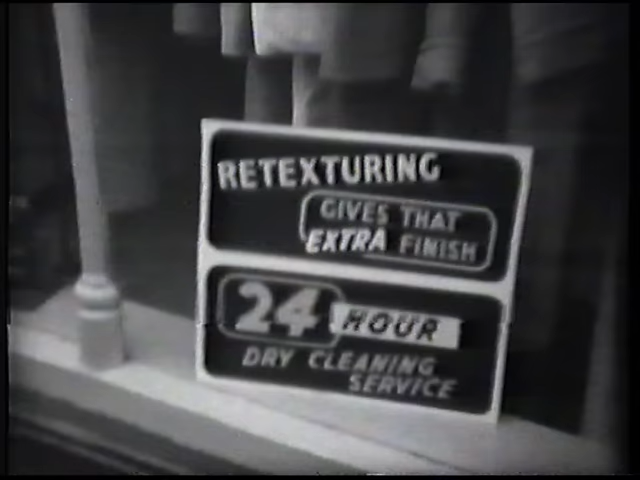 RETEXTURING
GIVES THAT
EXTRA FINISH
24 HOUR
DRY CLEANING
SERVICE